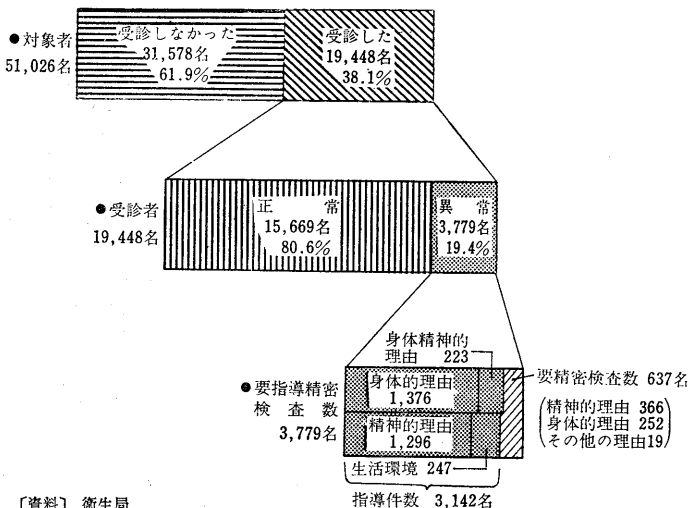 ●対象者
51,026名
受診しなかった
31,578名
61.9%
受診した
19,448名
38.1%
●受診者
19,448名
正常
15,669名
80.6%
異常
3,779名
19.4%
●要指導精密
検査数
3,779名
身体精神的
理由 223
身体的理由
1,376
精神的理由
1,296
生活環境 247
指導件数 3,142名
要精密検査数 637名
(精神的理由 366
身体的理由 252
その他の理由19)
〔資料〕 衛生局